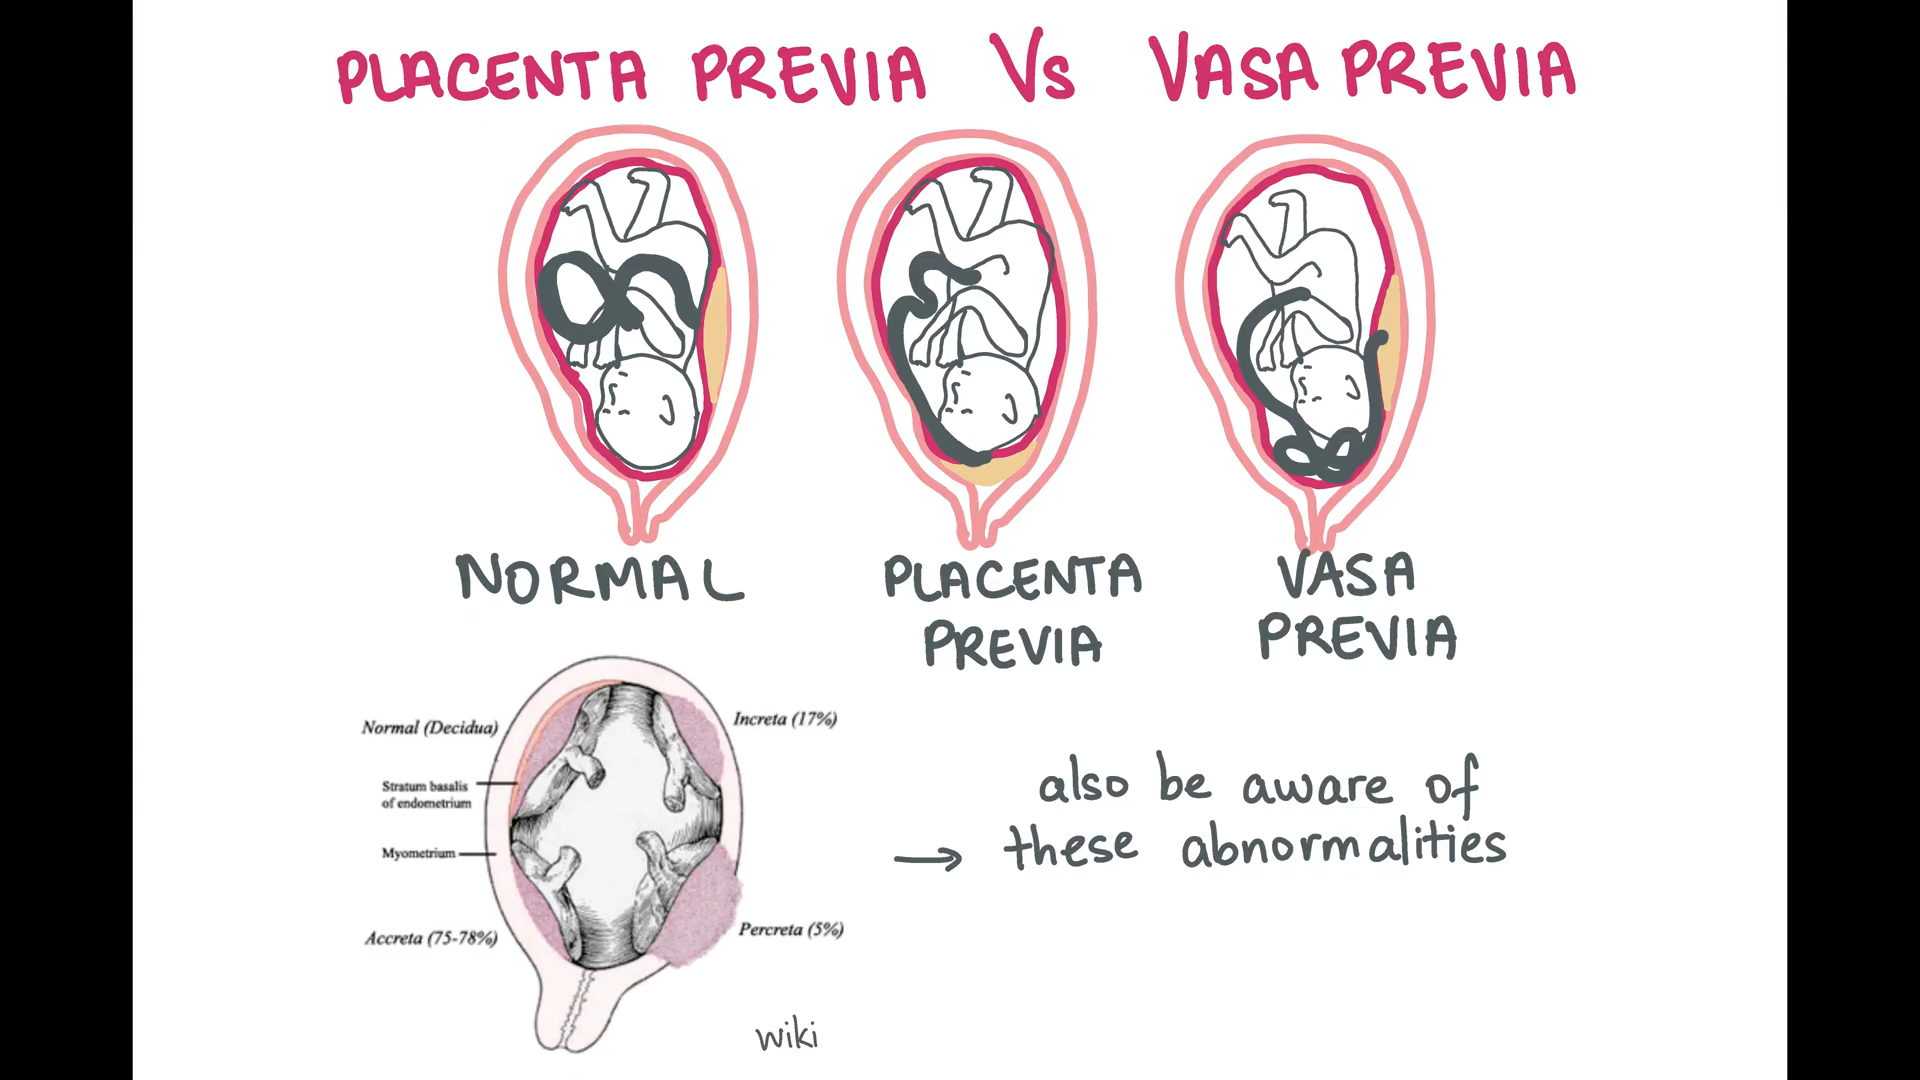 PLACENTA PREVIA Vs VASA PREVIA
NORMAL
PLACENTA
PREVIA
VASA
PREVIA
Normal (Decidua)
Stratum basalis
of endometrium
Myometrium
Accreta (75-78%)
Increta (17%)
Percreta (5%)
wiki
also be aware of
→ these abnormalities